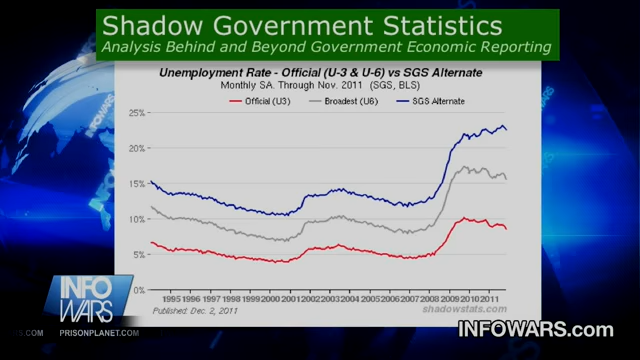 Shadow Government Statistics
Analysis Behind and Beyond Government Economic Reporting
Unemployment Rate - Official (U-3 & U-6) vs SGS Alternate
Monthly SA. Through Nov. 2011 (SGS, BLS)
Official (U3) Broadest (U6) SGS Alternate
25%
20%
15%
10%
5%
0%
1995 1996 1997 1998 1999 2000 2001 2002 2003 2004 2005 2006 2007 2008 2009 2010 2011
Published: Dec. 2, 2011
shadowstats.com
INFO
WARS
INFOWARS.com
S.COM PRISONPLANET.COM